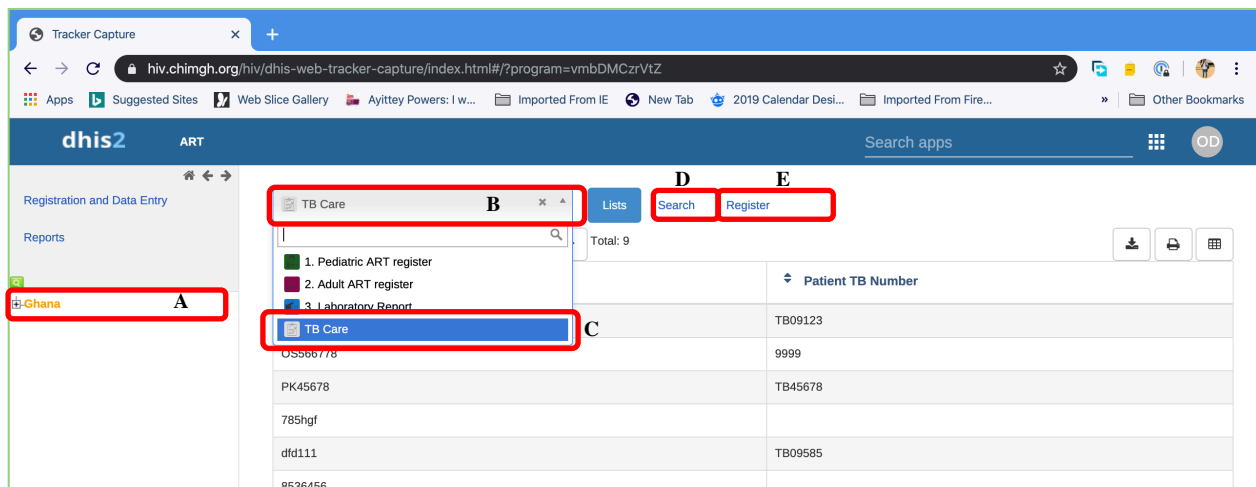 Tracker Capture
hiv.chimgh.org/hiv/dhis-web-tracker-capture/index.html#/?program=vmbDMCzrVtZ
Apps Suggested Sites Web Slice Gallery Ayittey Powers: I w... Imported From IE New Tab 2019 Calendar Desi... Imported From Fire... » Other Bookmarks
dhis2 ART Search apps OD
D E
Registration and Data Entry
TB Care B Lists Search Register
Reports
Total: 9
1. Pediatric ART register
2. Adult ART register
3. Laboratory Report
TB Care C
Patient TB Number
Ghana A
TB09123
OS566778 9999
PK45678 TB45678
785hgf
dfd111 TB09585
8536456